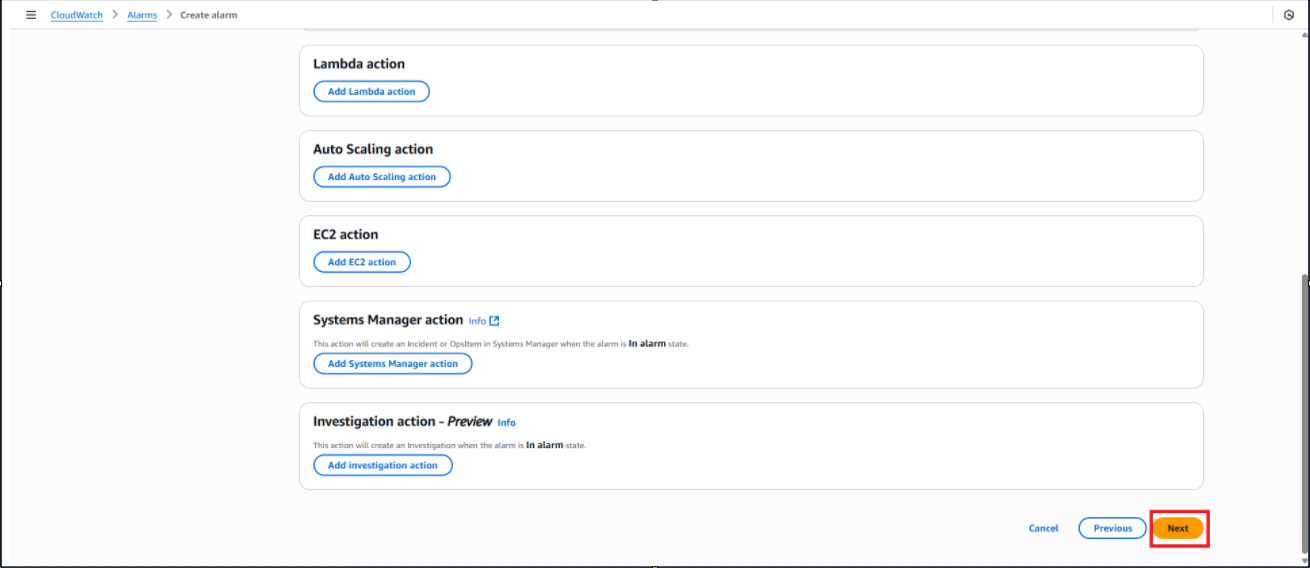 CloudWatch > Alarms > Create alarm
Lambda action
Add Lambda action
Auto Scaling action
Add Auto Scaling action
EC2 action
Add EC2 action
Systems Manager action Info
This action will create an Incident or OpsItem in Systems Manager when the alarm is In alarm state.
Add Systems Manager action
Investigation action - Preview Info
This action will create an Investigation when the alarm is In alarm state.
Add investigation action
Cancel Previous Next